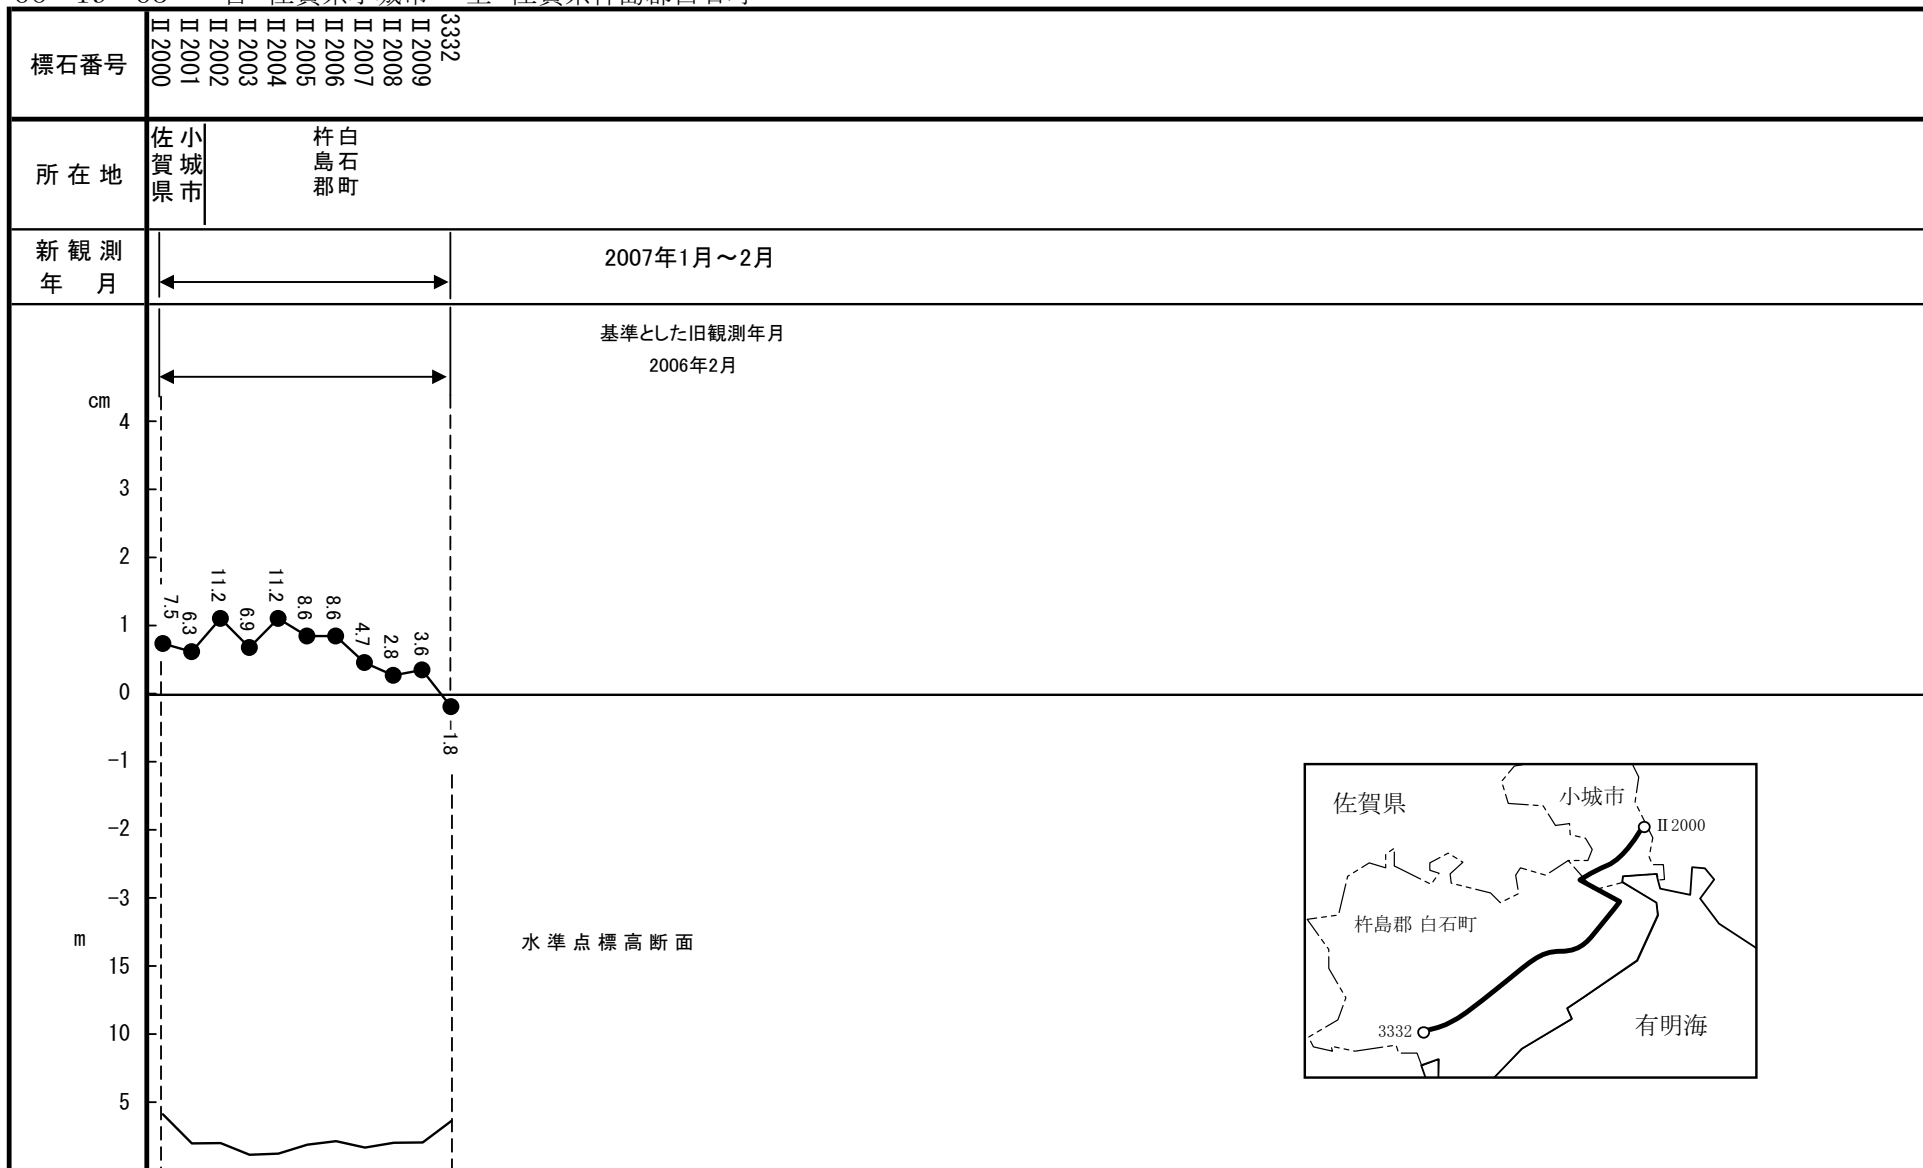 標石番号
Ⅱ2000
Ⅱ2001
Ⅱ2002
Ⅱ2003
Ⅱ2004
Ⅱ2005
Ⅱ2006
Ⅱ2007
Ⅱ2008
Ⅱ2009
3332
所 在 地
佐賀県
小城市
杵島郡
白石町
新 観 測
年 月
2007年1月～2月
基準とした旧観測年月
2006年2月
cm
4
3
2
1
0
-1
-2
-3
7.5
6.3
11.2
6.9
11.2
8.6
8.6
4.7
2.8
3.6
-1.8
m
水 準 点 標 高 断 面
15
10
5
佐賀県
小城市
Ⅱ2000
杵島郡 白石町
3332
有明海